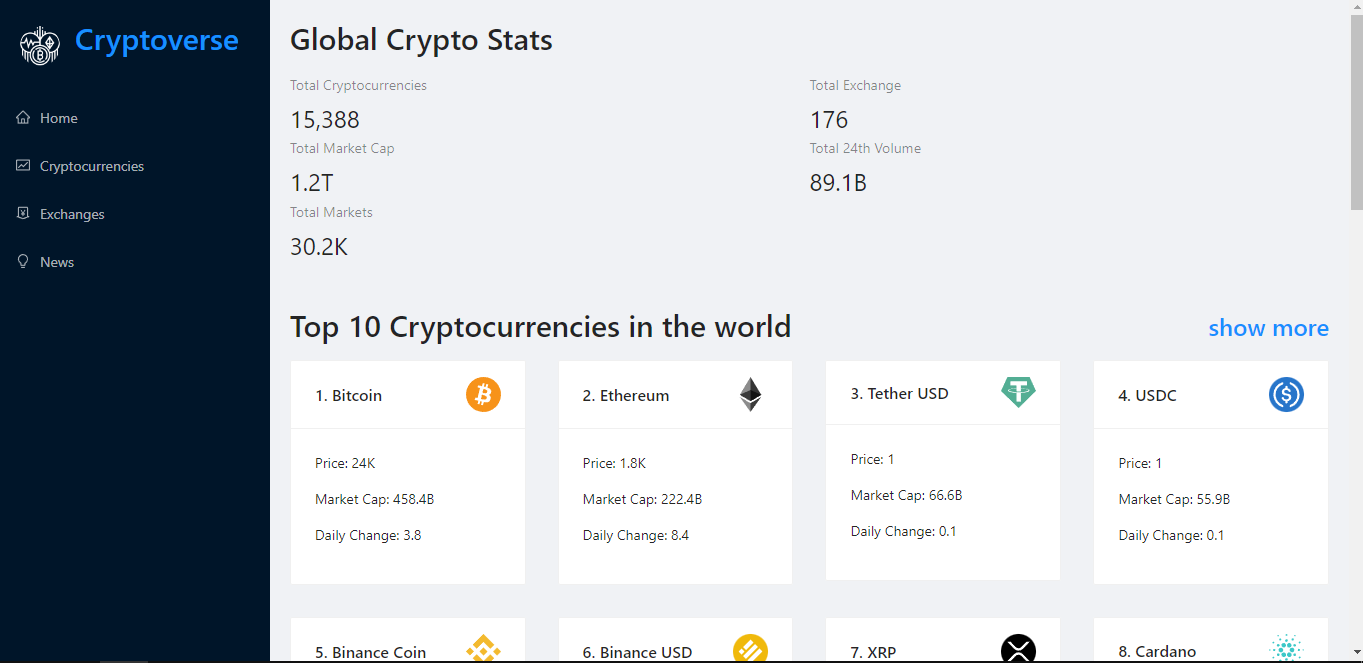 Cryptoverse
Home
Cryptocurrencies
Exchanges
News
Global Crypto Stats
Total Cryptocurrencies
15,388
Total Exchange
176
Total Market Cap
1.2T
Total 24th Volume
89.1B
Total Markets
30.2K
Top 10 Cryptocurrencies in the world
show more
1. Bitcoin
Price: 24K
Market Cap: 458.4B
Daily Change: 3.8
2. Ethereum
Price: 1.8K
Market Cap: 222.4B
Daily Change: 8.4
3. Tether USD
Price: 1
Market Cap: 66.6B
Daily Change: 0.1
4. USDC
Price: 1
Market Cap: 55.9B
Daily Change: 0.1
5. Binance Coin
6. Binance USD
7. XRP
8. Cardano